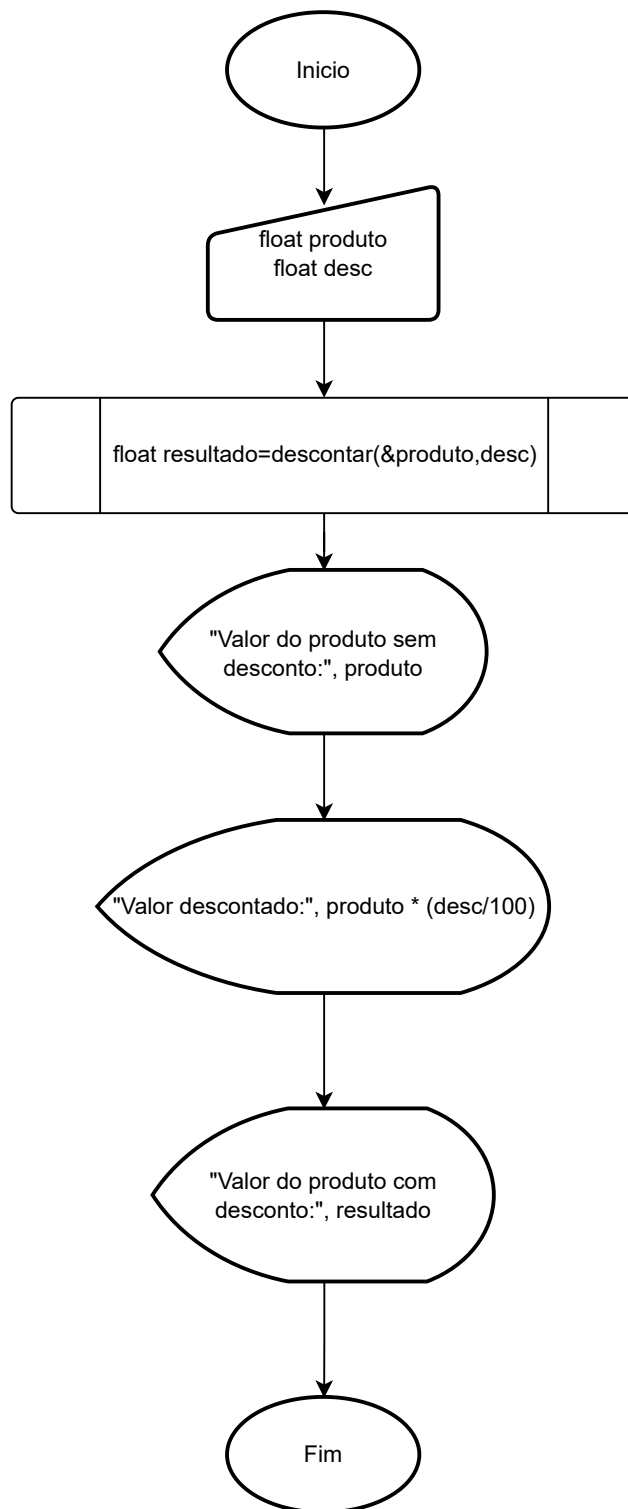 Inicio
float produto
float desc
float resultado=descontar(&produto,desc)
"Valor do produto sem
desconto:", produto
"Valor descontado:", produto * (desc/100)
"Valor do produto com
desconto:", resultado
Fim